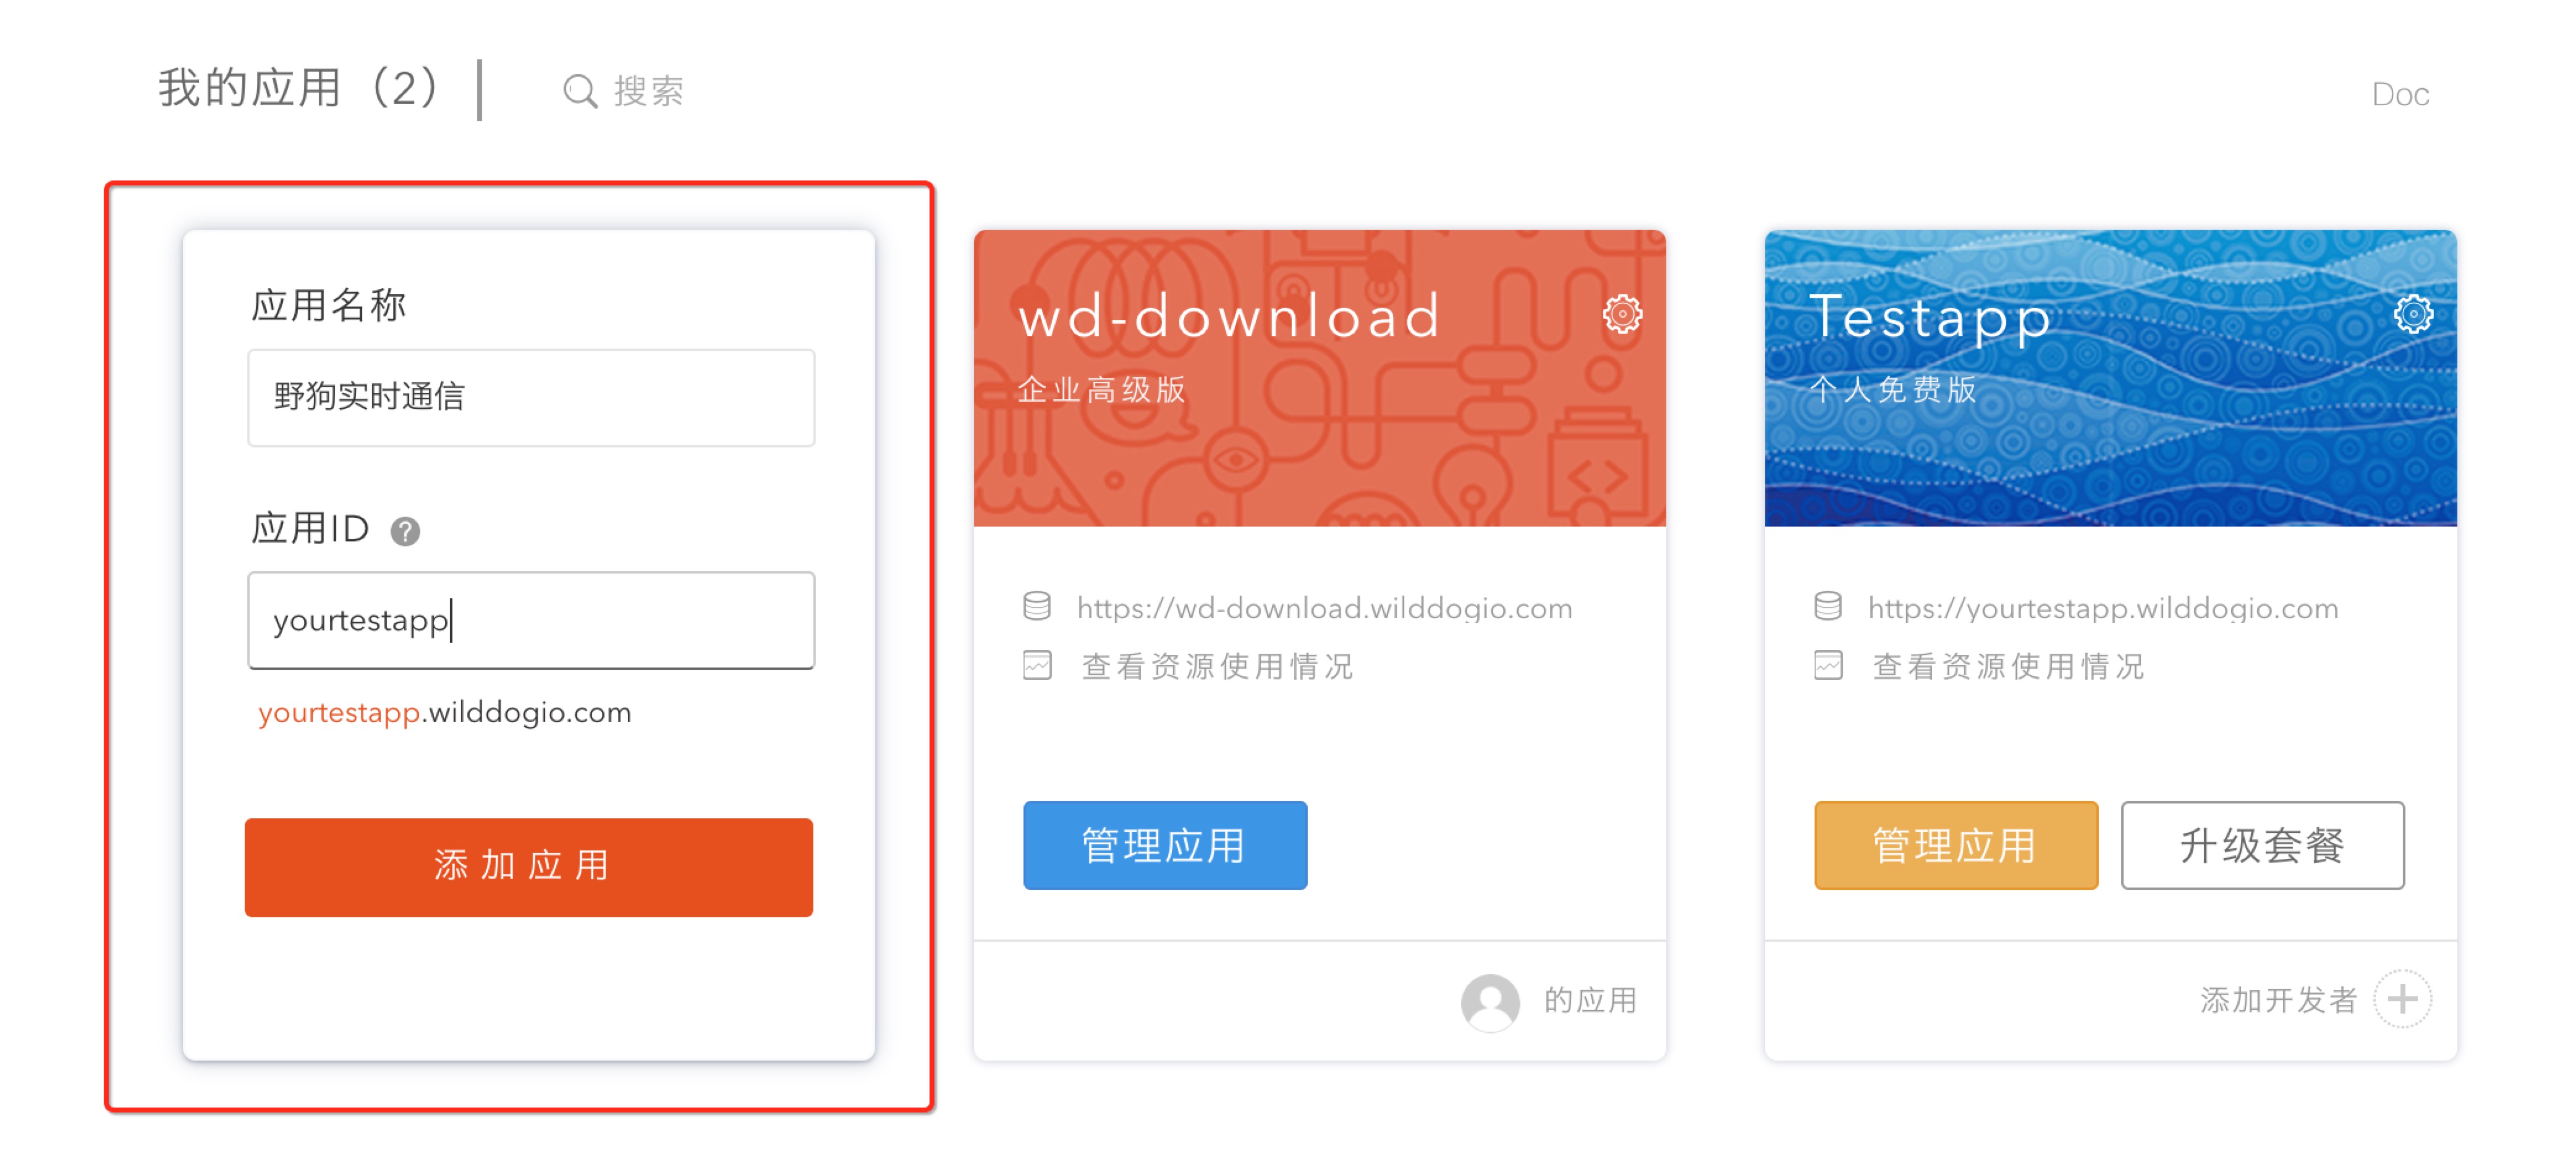 我的应用（2）
搜索
Doc
应用名称
野狗实时通信
应用ID ?
yourtestapp
yourtestapp.wilddogio.com
添加应用
wd-download
企业高级版
https://wd-download.wilddogio.com
查看资源使用情况
管理应用
的应用
Testapp
个人免费版
https://yourtestapp.wilddogio.com
查看资源使用情况
管理应用 升级套餐
添加开发者